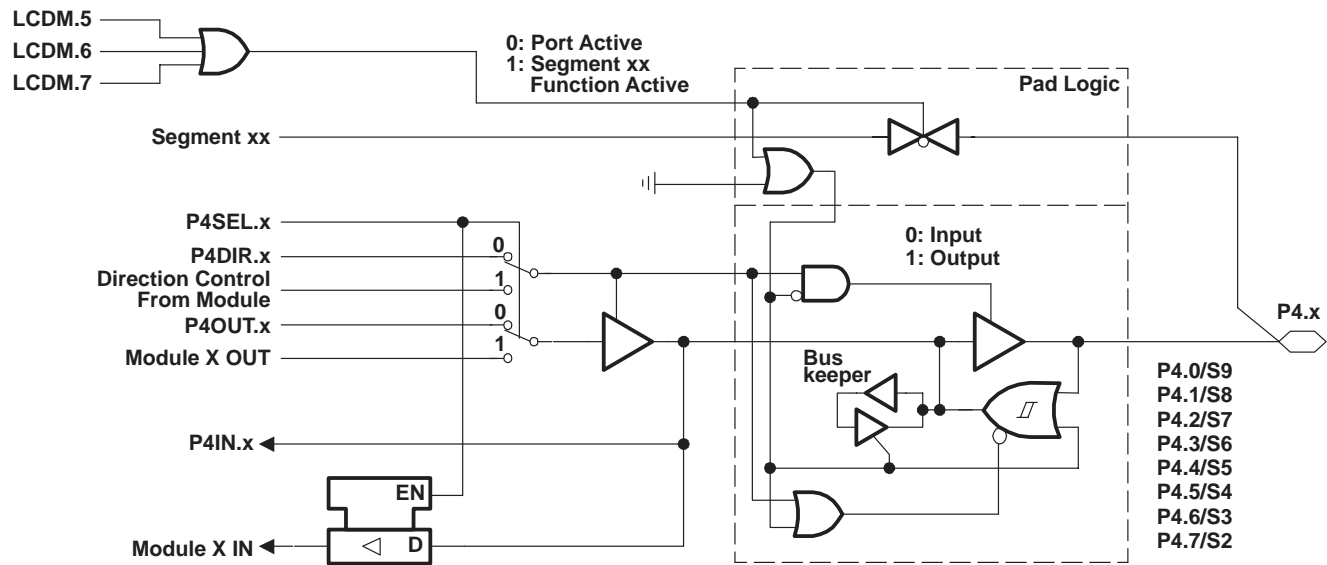 LCDM.5
LCDM.6
LCDM.7
0: Port Active
1: Segment xx
Function Active
Pad Logic
Segment xx
P4SEL.x
P4DIR.x
0
Direction Control
From Module
1
P4OUT.x
0
Module X OUT
1
0: Input
1: Output
P4.x
Bus
keeper
P4.0/S9
P4.1/S8
P4.2/S7
P4.3/S6
P4.4/S5
P4.5/S4
P4.6/S3
P4.7/S2
P4IN.x
EN
D
Module X IN